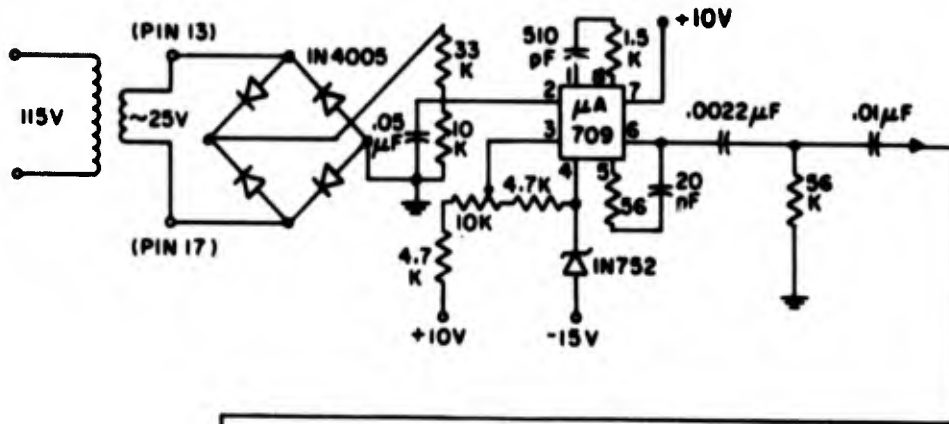 (PIN 13)
115V
~25V
(PIN 17)
IN4005
33
K
.05
μF
10
K
510
pF
1.5
K
+10V
1
8
2
7
μA
709
3
6
4
5
.0022μF
.01μF
4.7K
10K
56
20
nF
56
K
4.7
K
IN752
+10V
-15V